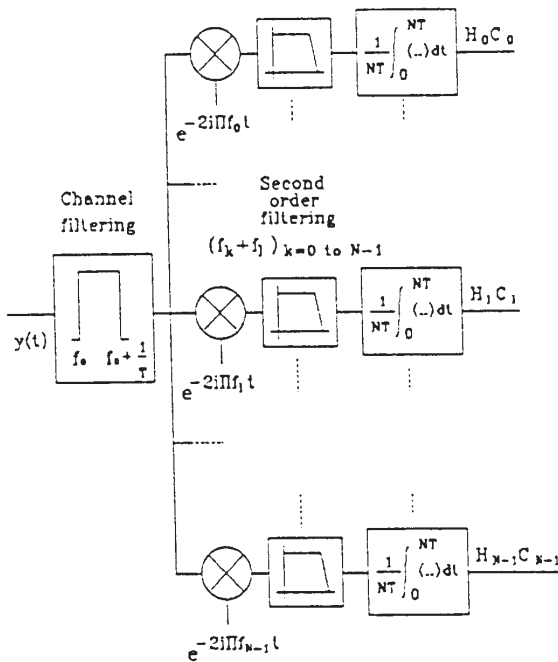 NT
1/NT ∫ (...)dt
0
H₀C₀
e^-2iΠf₀t
Channel
filtering
Second
order
filtering
(f_k+f_j) k=0 to N-1
y(t)
f₀ f₀+1/T
NT
1/NT ∫ (...)dt
0
H₁C₁
e^-2iΠf₁t
NT
1/NT ∫ (...)dt
0
H_N-1C_N-1
e^-2iΠf_N-1t